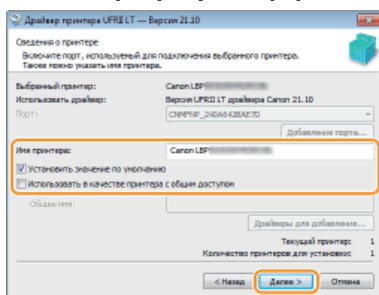 Драйвер принтера UFRII LT — Версия 21.10
Сведения о принтере
Включите порт, используемый для подключения выбранного принтера.
Также можно указать имя принтера.
Выбранный принтер: Canon LBP
Использовать драйвер: Версия UFRII LT драйвера Canon 21.10
Порт: CNMFNP_240A642BAE7D
Добавление порта...
Имя принтера: Canon LBP
Установить значение по умолчанию
Использовать в качестве принтера с общим доступом
Общее имя:
Драйверы для добавления...
Текущий принтер: 1
Количество принтеров для установки: 1
< Назад Далее > Отмена